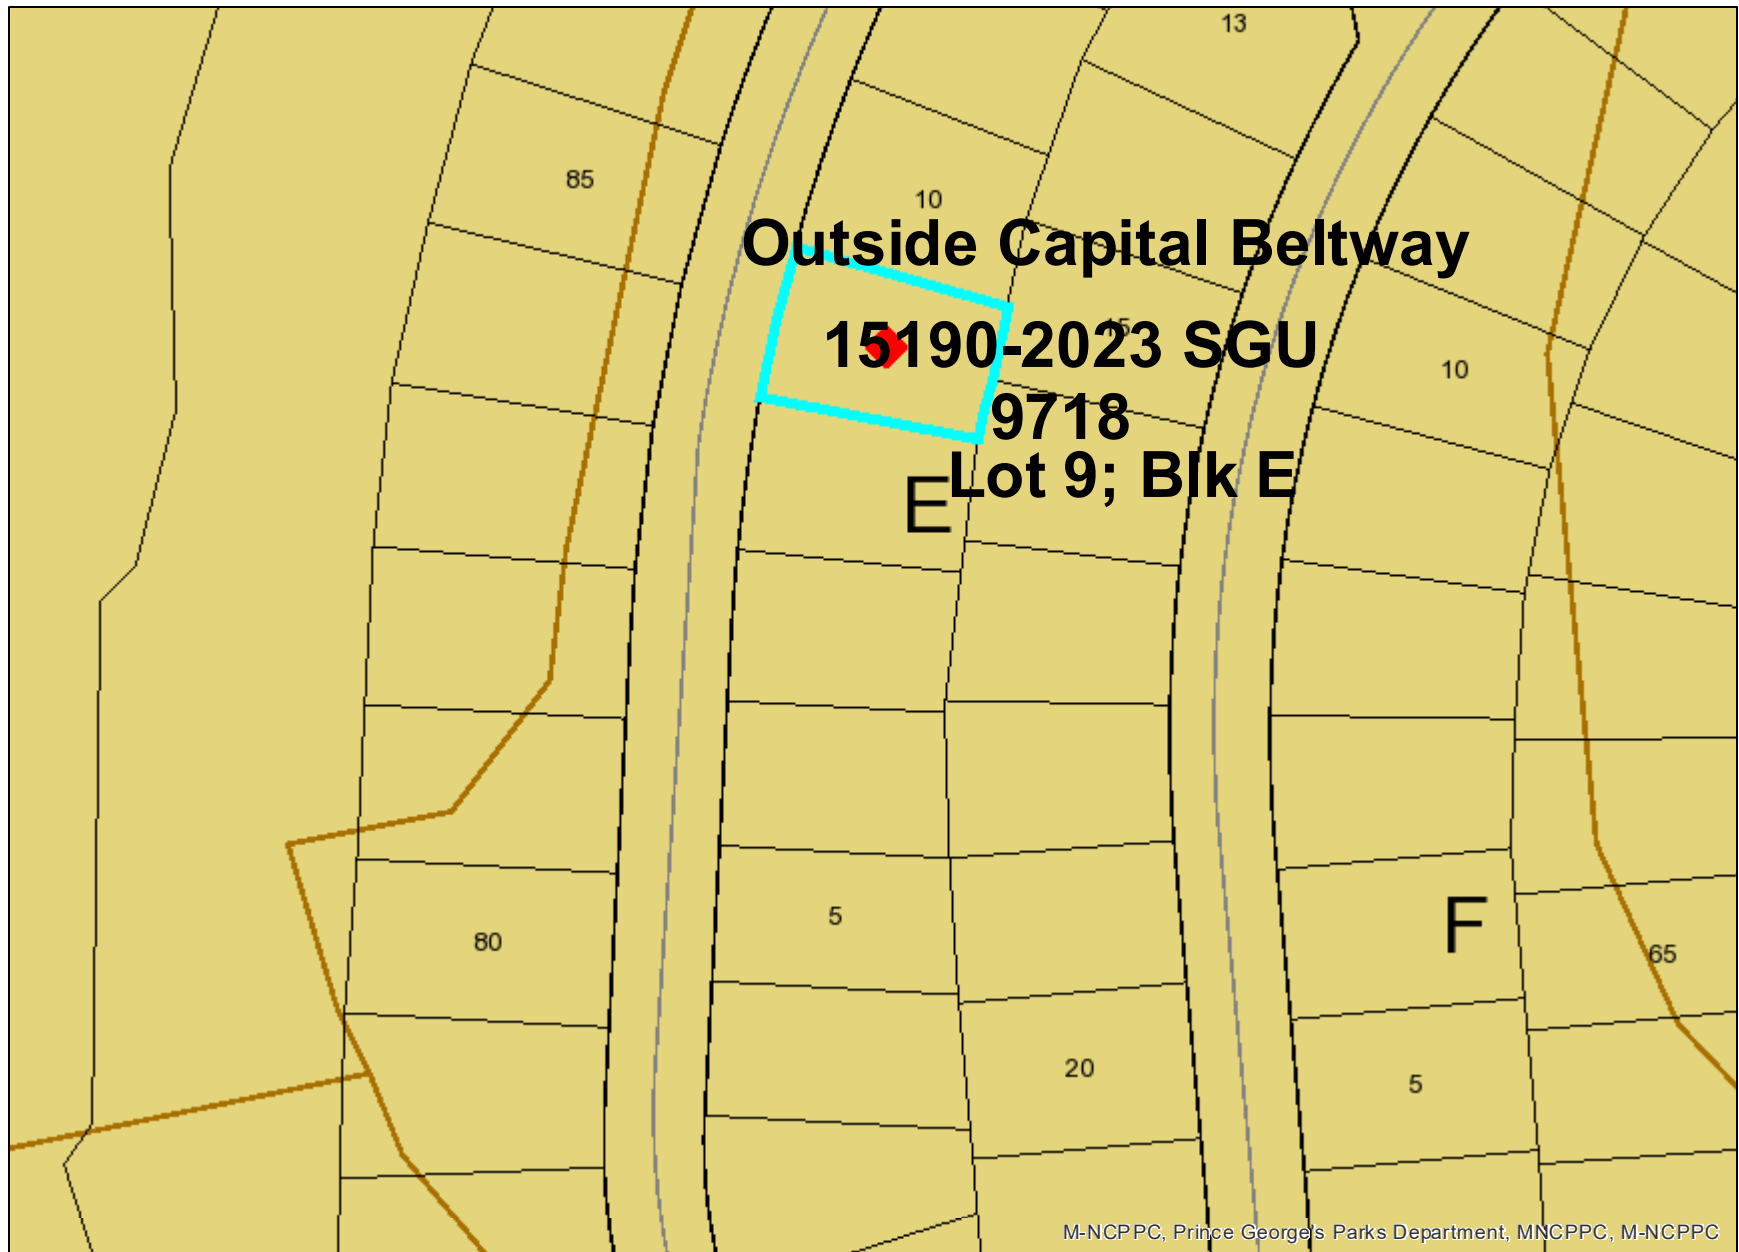 13
85
10
Outside Capital Beltway
15
15190-2023 SGU
10
9718
Lot 9; Blk E
E
5
F
80
65
20
5
M-NCPPC, Prince George's Parks Department, MNCPPC, M-NCPPC